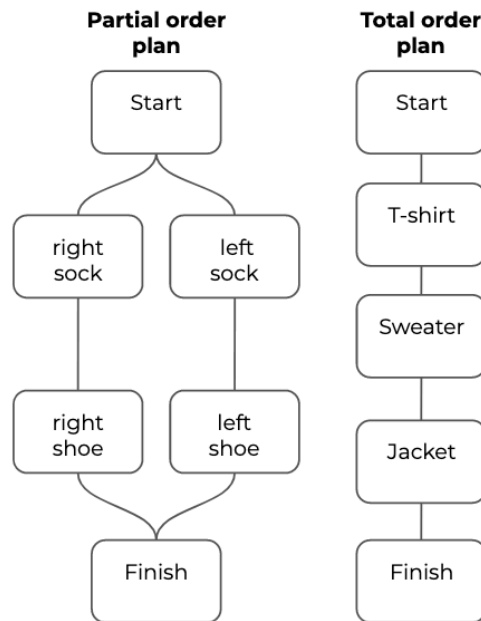 Partial order
plan
Start
right
sock
left
sock
right
shoe
left
shoe
Finish
Total order
plan
Start
T-shirt
Sweater
Jacket
Finish